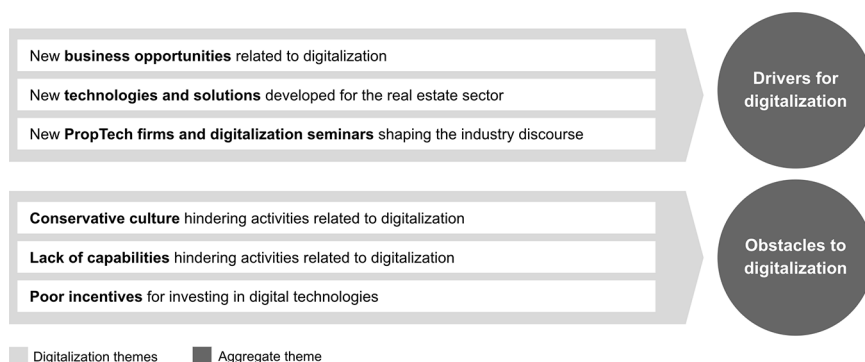 New business opportunities related to digitalization
New technologies and solutions developed for the real estate sector
New PropTech firms and digitalization seminars shaping the industry discourse
Drivers for
digitalization
Conservative culture hindering activities related to digitalization
Lack of capabilities hindering activities related to digitalization
Poor incentives for investing in digital technologies
Obstacles to
digitalization
Digitalization themes
Aggregate theme